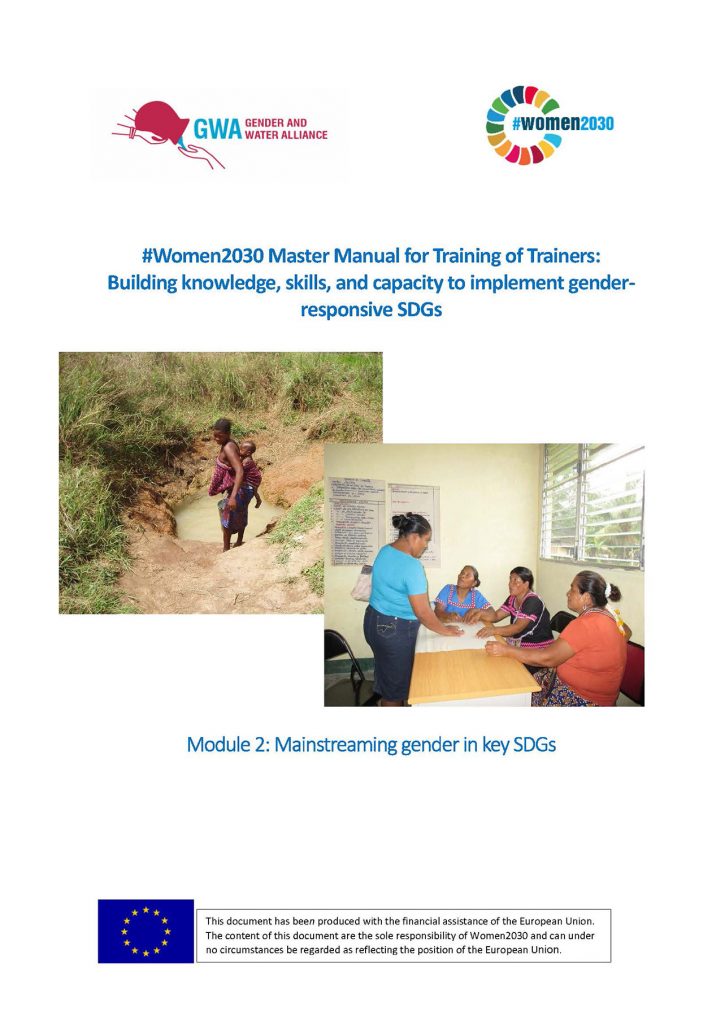 GWA GENDER AND
WATER ALLIANCE
#women2030
#Women2030 Master Manual for Training of Trainers:
Building knowledge, skills, and capacity to implement gender-
responsive SDGs
Module 2: Mainstreaming gender in key SDGs
This document has been produced with the financial assistance of the European Union.
The content of this document are the sole responsibility of Women2030 and can under
no circumstances be regarded as reflecting the position of the European Union.